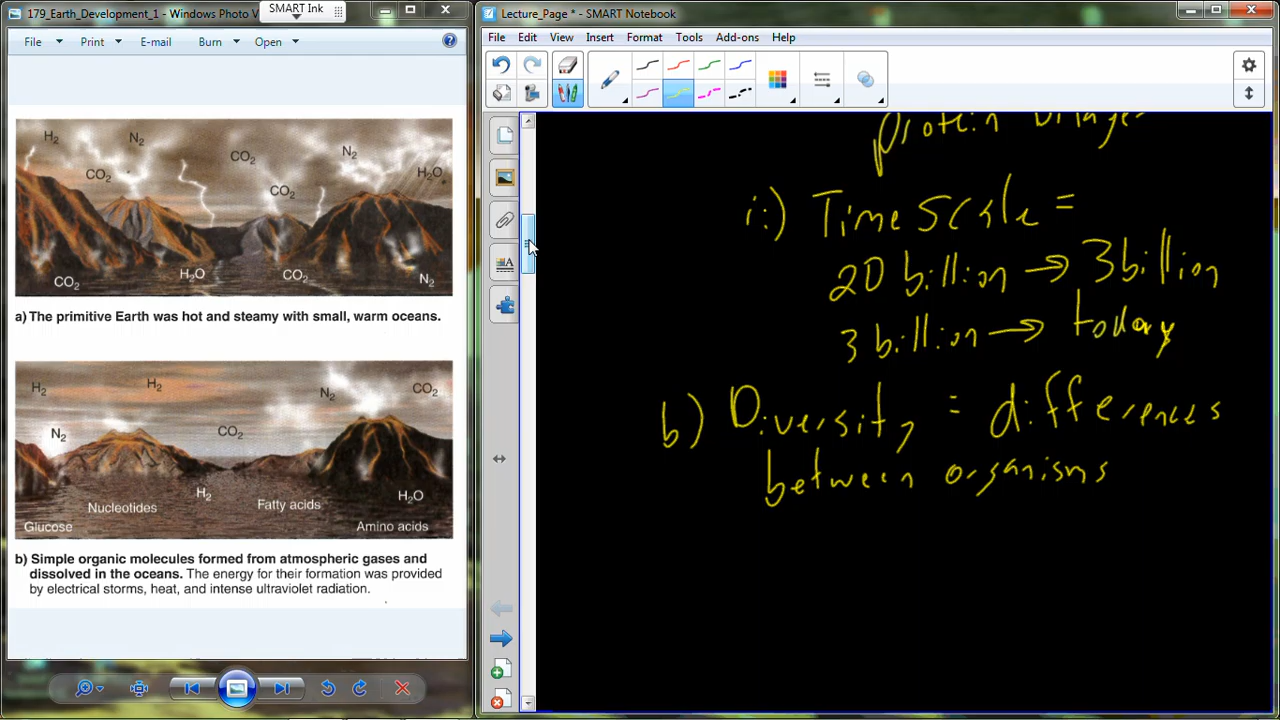 179_Earth_Development_1 - Windows Photo V
SMART Ink
File Print E-mail Burn Open
H2 N2 CO2 N2
CO2 CO2 H2O
CO2 H2O CO2 N2
a) The primitive Earth was hot and steamy with small, warm oceans.
H2 H2 N2 CO2
N2 CO2
H2 H2O
Nucleotides Fatty acids
Glucose Amino acids
b) Simple organic molecules formed from atmospheric gases and
dissolved in the oceans. The energy for their formation was provided
by electrical storms, heat, and intense ultraviolet radiation.
Lecture_Page * - SMART Notebook
File Edit View Insert Format Tools Add-ons Help
protein
i:) Time Scale =
20 billion → 3 billion
3 billion → today
b) Diversity = differences
between organisms